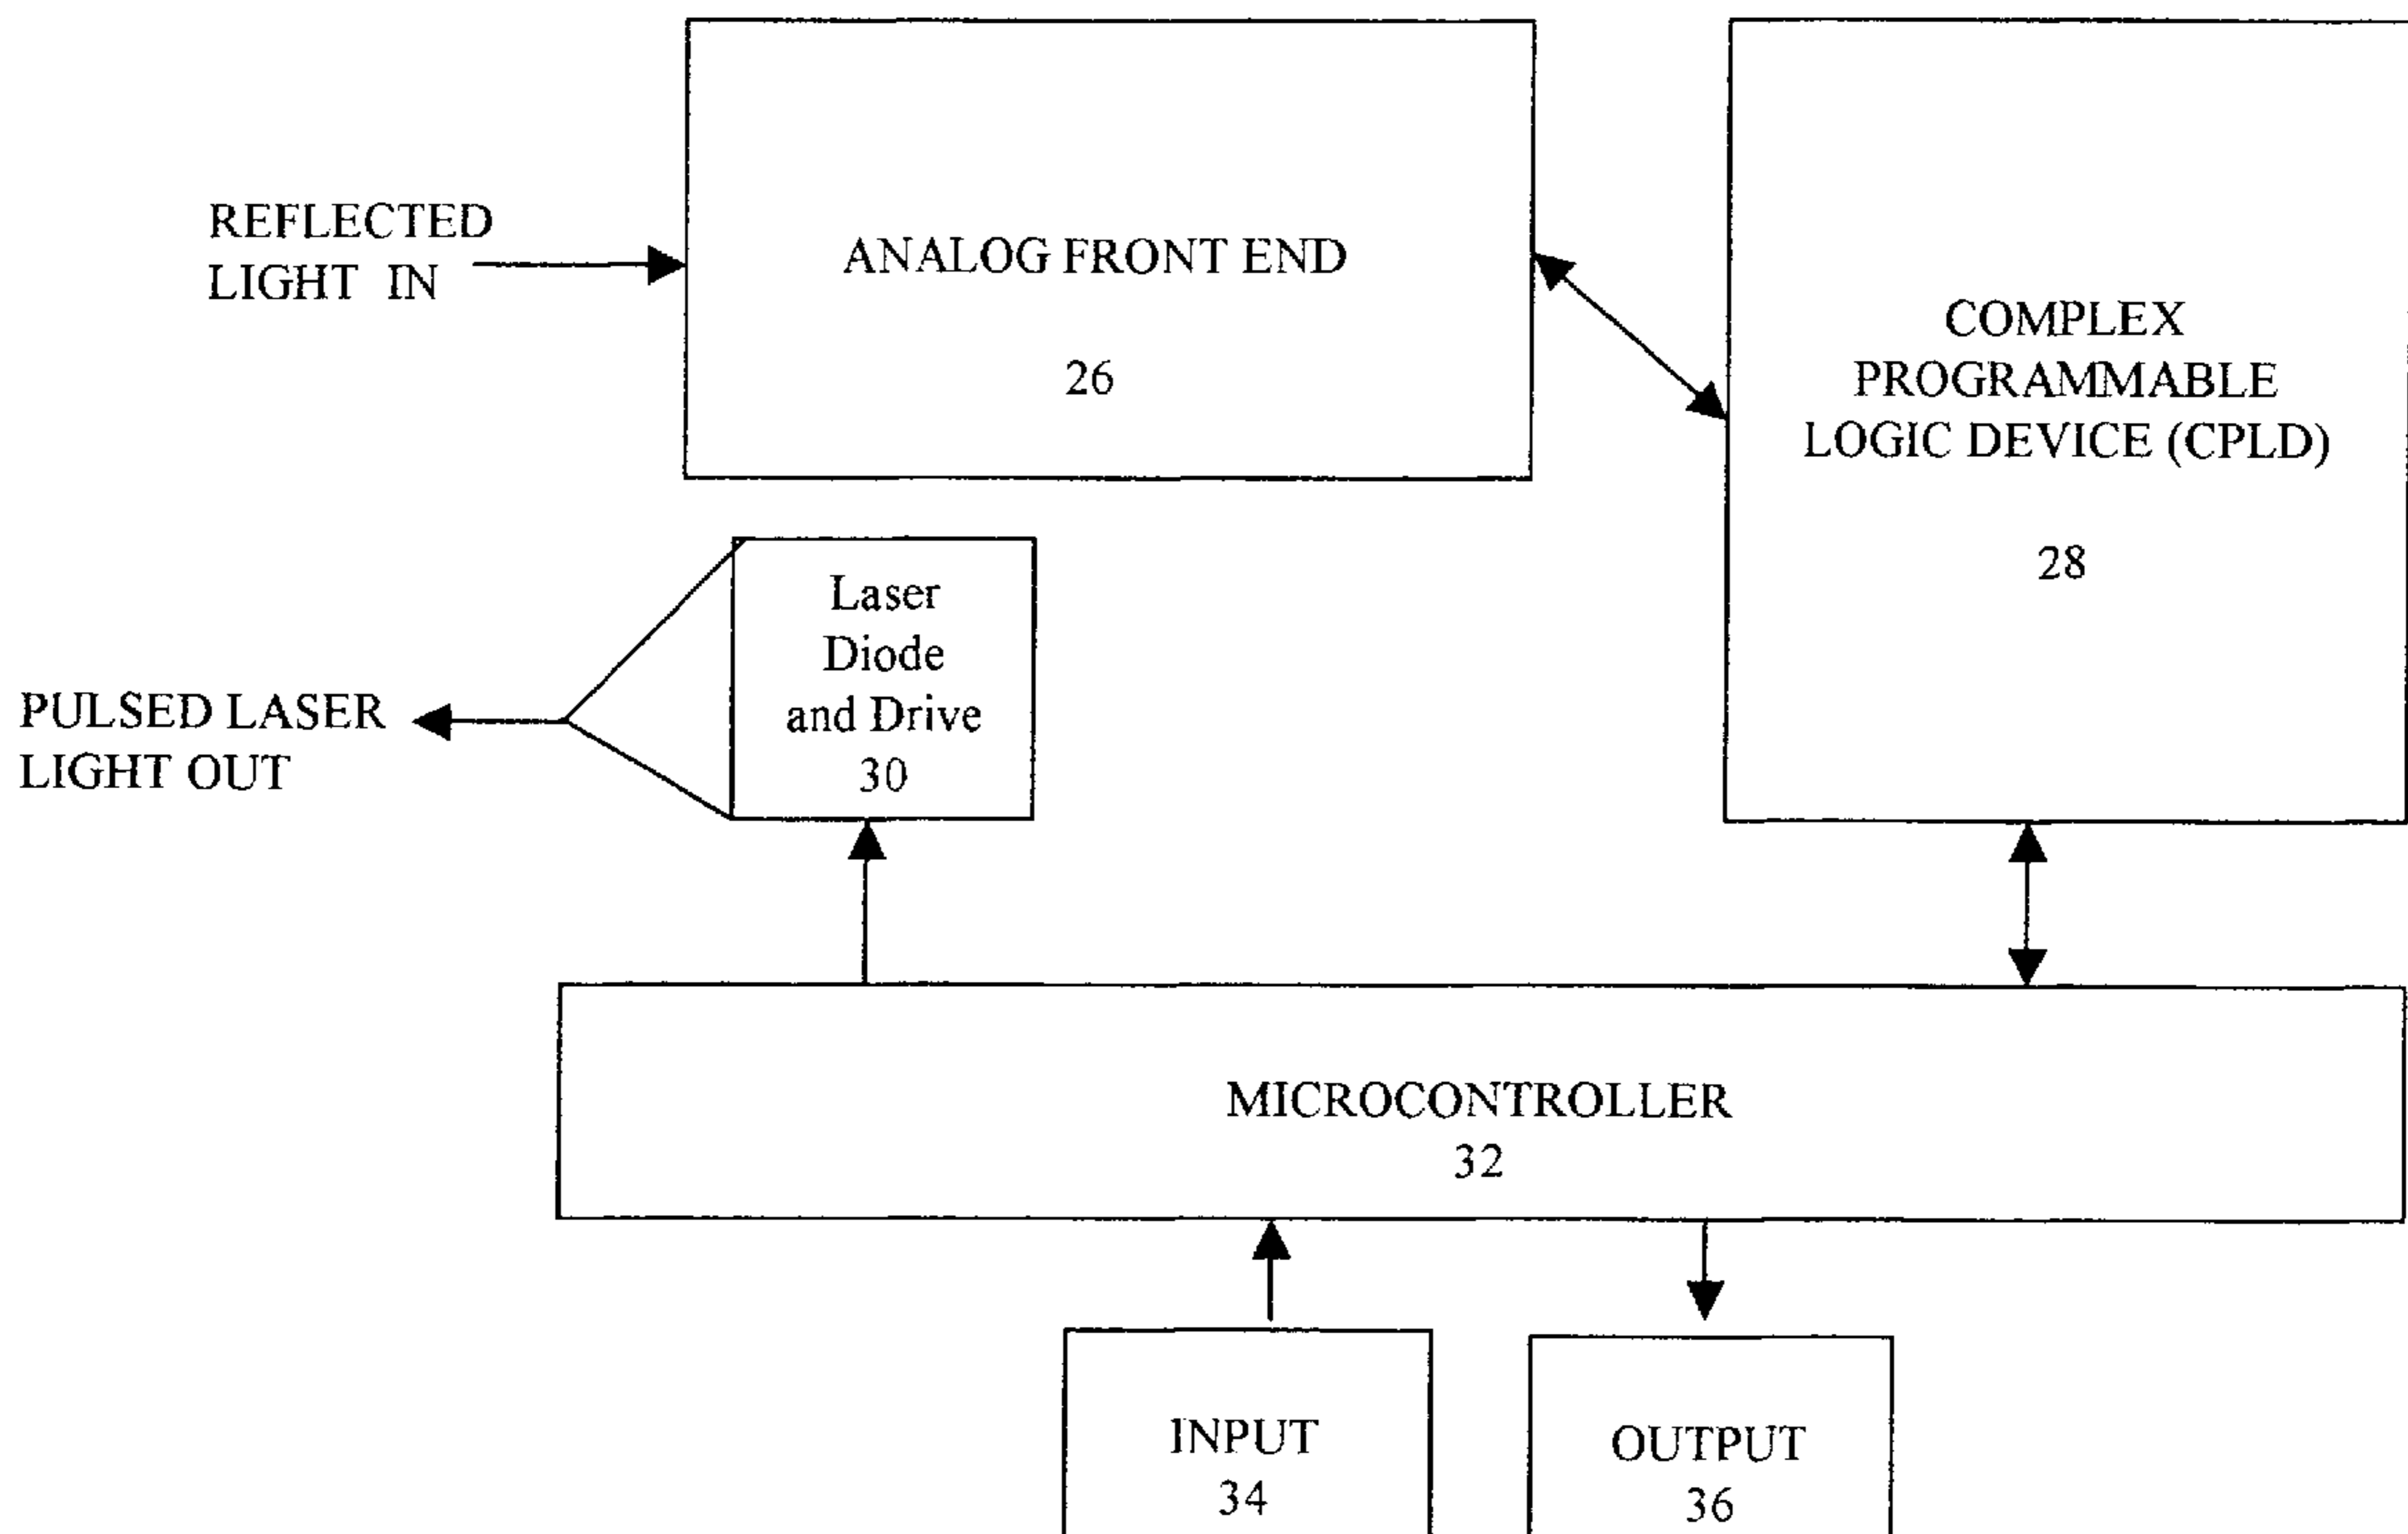 REFLECTED
LIGHT IN
ANALOG FRONT END
26
COMPLEX
PROGRAMMABLE
LOGIC DEVICE (CPLD)
28
Laser
Diode
and Drive
30
PULSED LASER
LIGHT OUT
MICROCONTROLLER
32
INPUT
34
OUTPUT
36